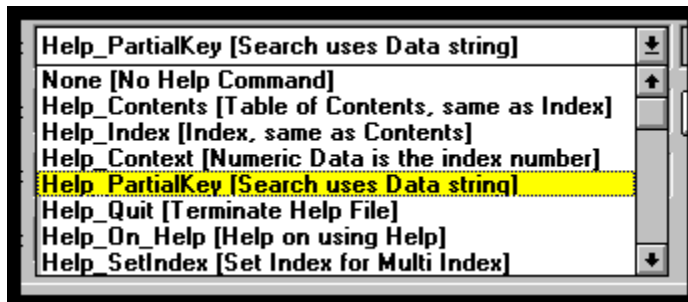 Help_PartialKey [Search uses Data string]
None [No Help Command]
Help_Contents [Table of Contents, same as Index]
Help_Index [Index, same as Contents]
Help_Context [Numeric Data is the index number]
Help_PartialKey [Search uses Data string]
Help_Quit [Terminate Help File]
Help_On_Help [Help on using Help]
Help_SetIndex [Set Index for Multi Index]